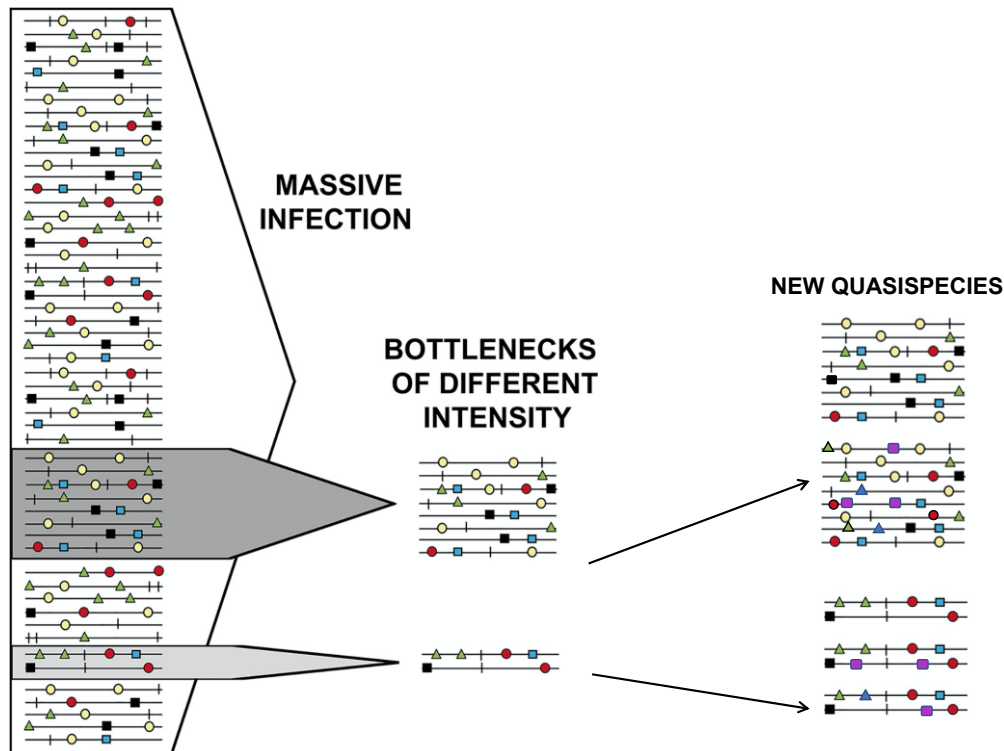 MASSIVE
INFECTION
BOTTLENECKS
OF DIFFERENT
INTENSITY
NEW QUASISPECIES